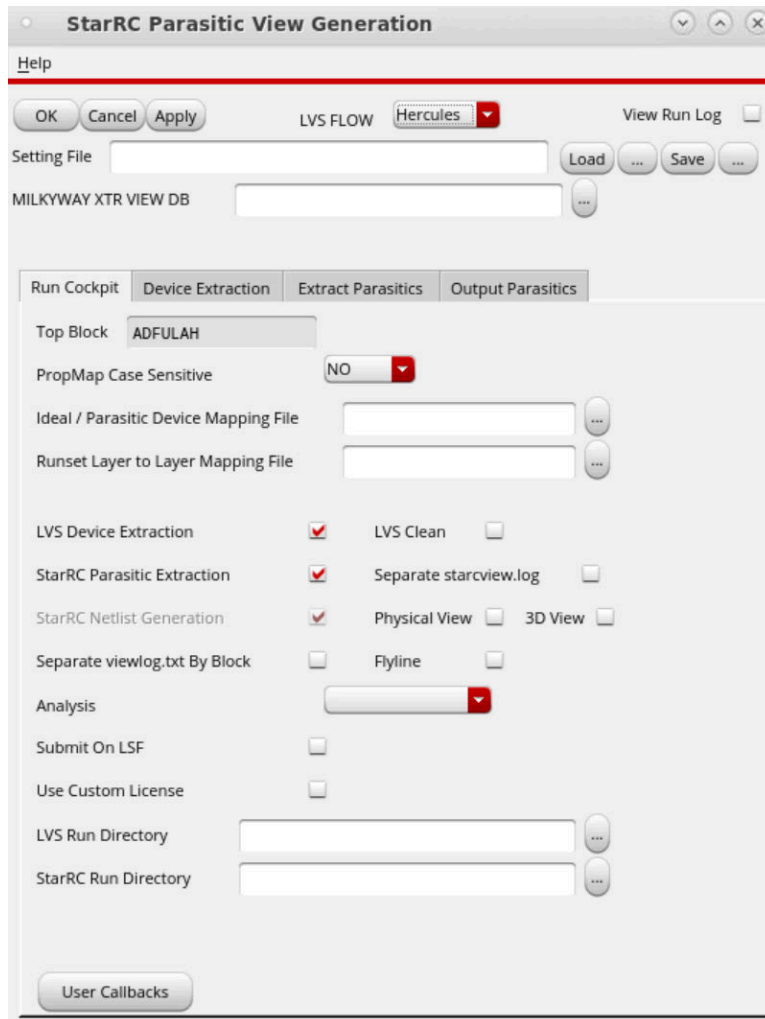 StarRC Parasitic View Generation
Help
OK Cancel Apply LVS FLOW Hercules View Run Log
Setting File Load ... Save ...
MILKYWAY XTR VIEW DB ...
Run Cockpit Device Extraction Extract Parasitics Output Parasitics
Top Block ADFULAH
PropMap Case Sensitive NO
Ideal / Parasitic Device Mapping File ...
Runset Layer to Layer Mapping File ...
LVS Device Extraction LVS Clean
StarRC Parasitic Extraction Separate starcview.log
StarRC Netlist Generation Physical View 3D View
Separate viewlog.txt By Block Flyline
Analysis
Submit On LSF
Use Custom License
LVS Run Directory ...
StarRC Run Directory ...
User Callbacks